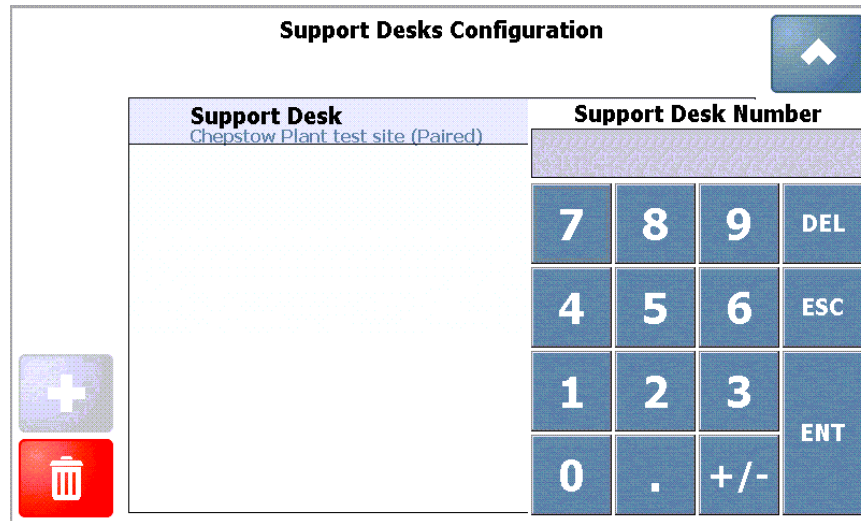 Support Desks Configuration
Support Desk
Chepstow Plant test site (Paired)
Support Desk Number
7 8 9 DEL
4 5 6 ESC
1 2 3
ENT
0 . +/-